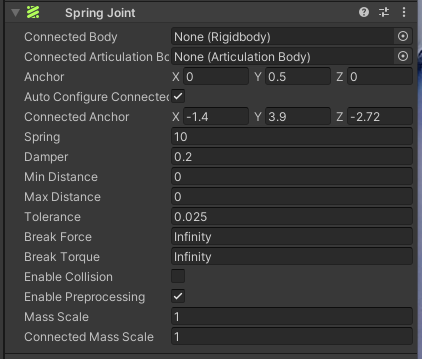 Spring Joint
Connected Body None (Rigidbody)
Connected Articulation Bo None (Articulation Body)
Anchor X 0 Y 0.5 Z 0
Auto Configure Connected
Connected Anchor X -1.4 Y 3.9 Z -2.72
Spring 10
Damper 0.2
Min Distance 0
Max Distance 0
Tolerance 0.025
Break Force Infinity
Break Torque Infinity
Enable Collision
Enable Preprocessing
Mass Scale 1
Connected Mass Scale 1